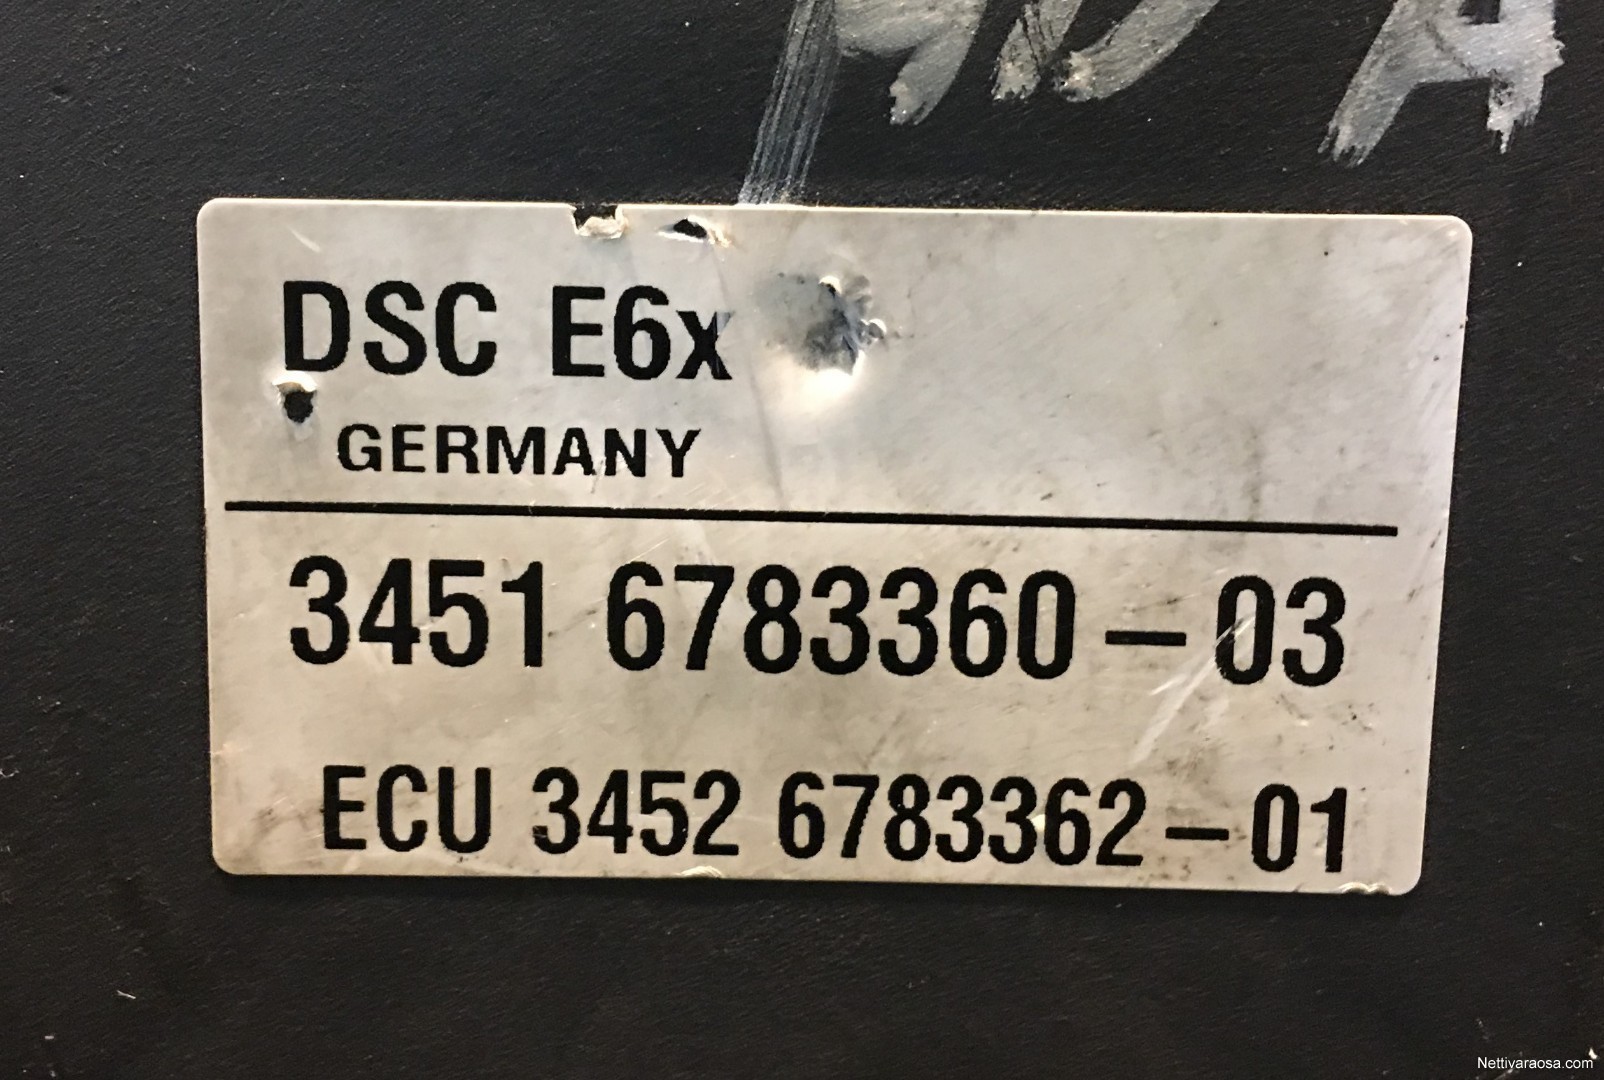 DSC E6x
GERMANY
3451 6783360-03
ECU 3452 6783362-01
Nettivaraosa.com